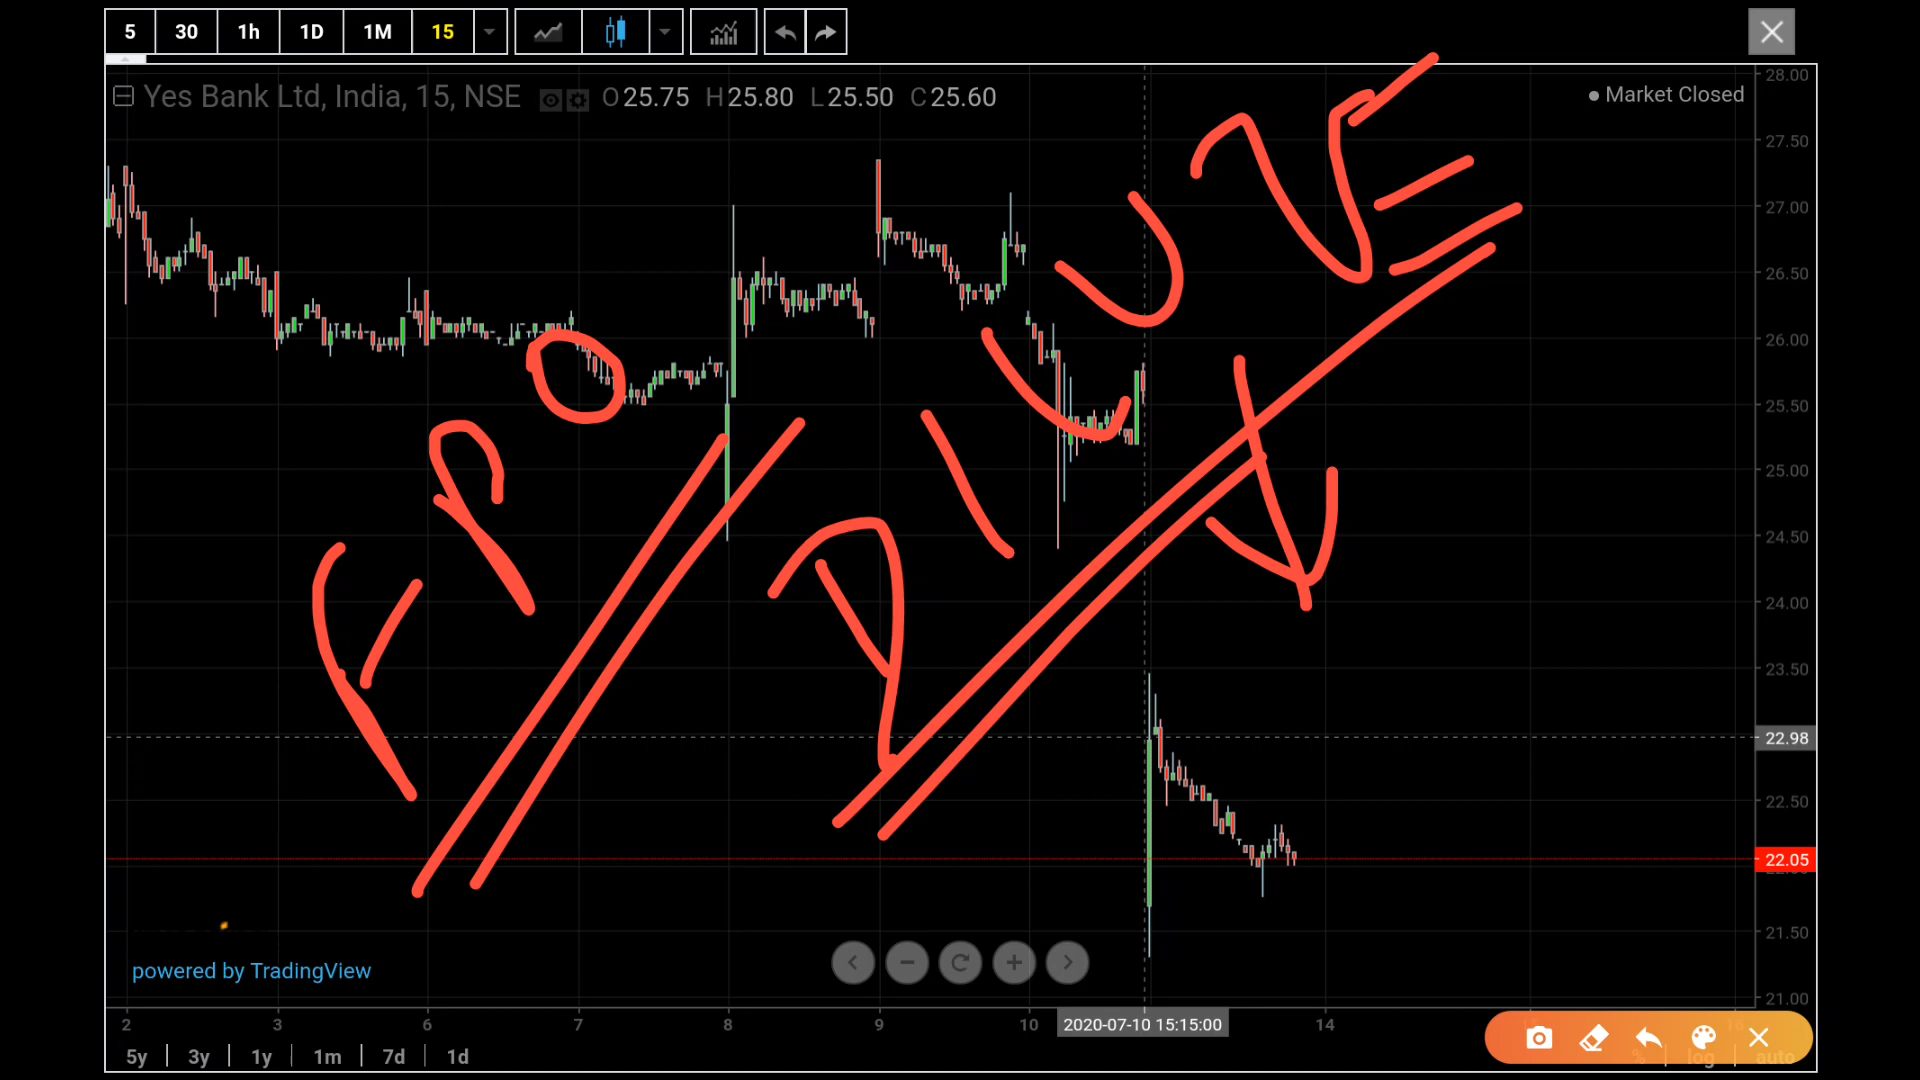 5 30 1h 1D 1M 15
Yes Bank Ltd, India, 15, NSE O25.75 H25.80 L25.50 C25.60
Market Closed
28.00
27.50
27.00
26.50
26.00
25.50
25.00
24.50
24.00
23.50
22.98
22.50
22.05
21.50
21.00
FPO
powered by TradingView
2 3 6 7 8 9 10 2020-07-10 15:15:00 14
5y 3y 1y 1m 7d 1d
% log auto